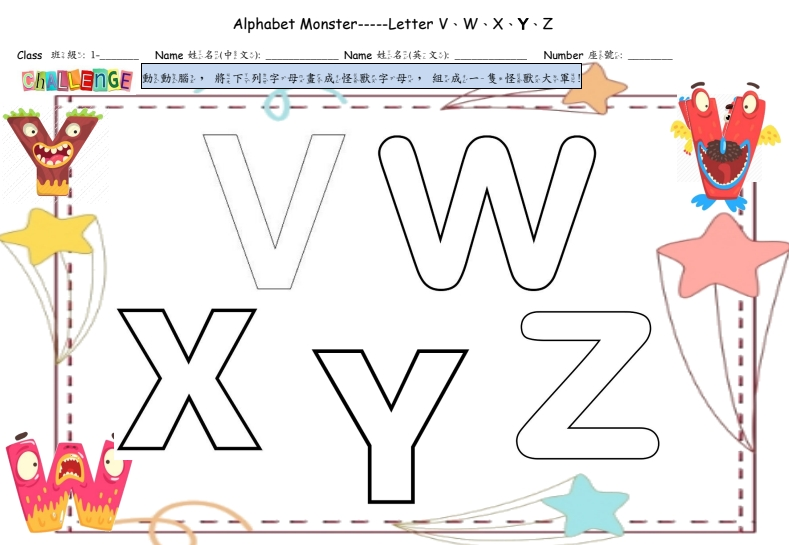 Alphabet Monster-----Letter V、W、X、Y、Z
Class 班級: 1-_______ Name 姓名(中文): _____________ Name 姓名(英文): _____________ Number 座號: ________
CHALLENGE
動動腦，將下列字母畫成怪獸字母，組成一隻怪獸大軍!
V W
X Y Z